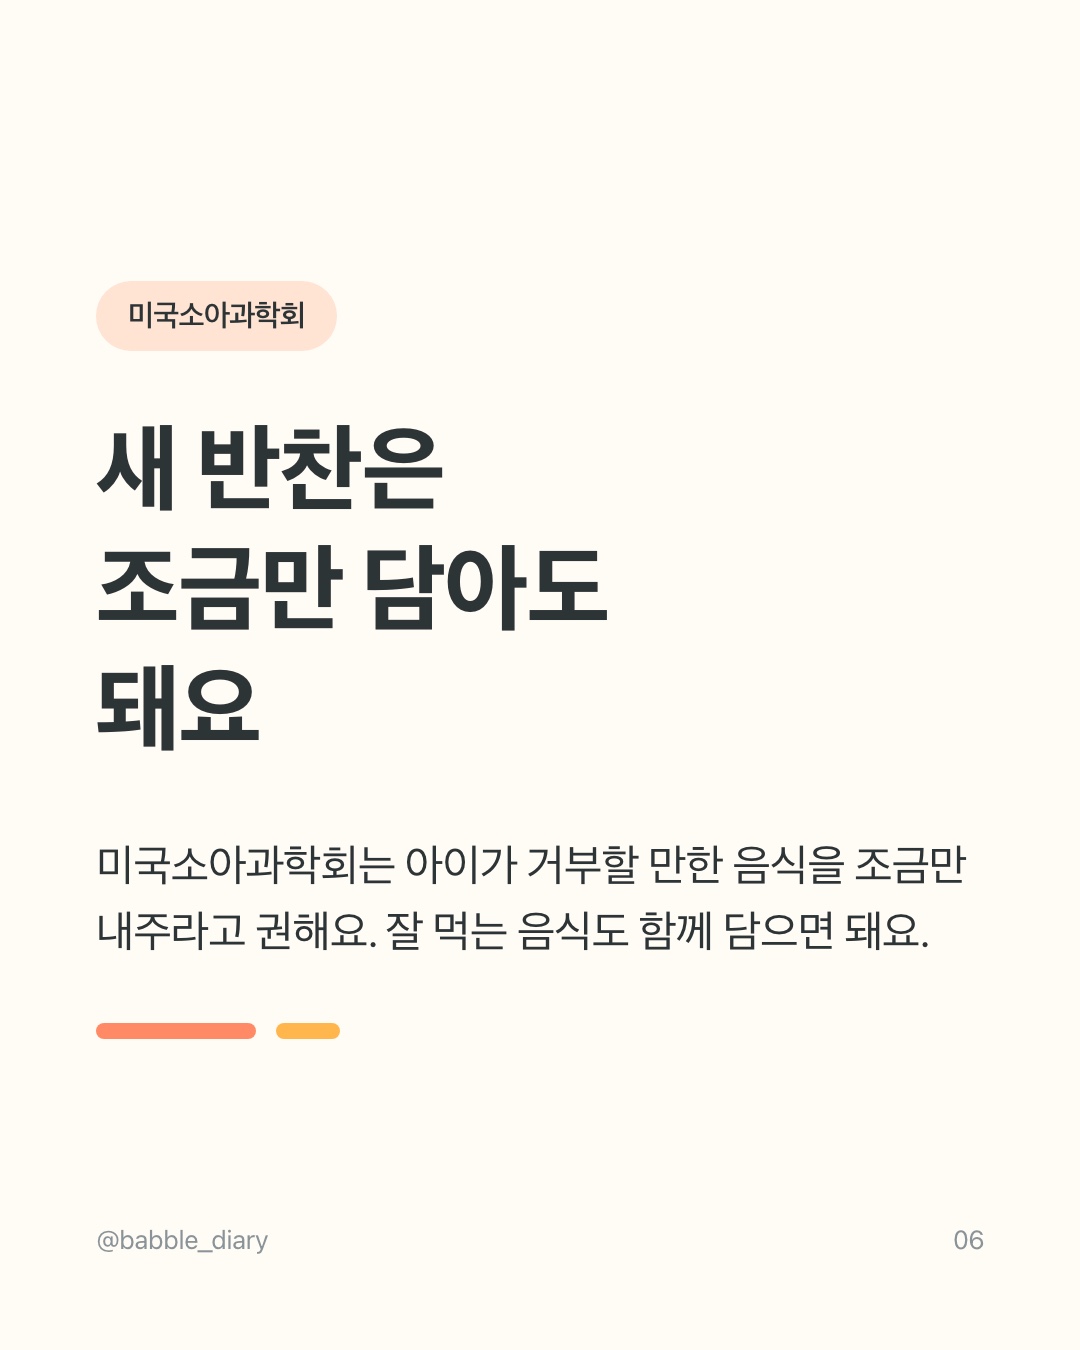 미국소아과학회
새 반찬은
조금만 담아도
돼요
미국소아과학회는 아이가 거부할 만한 음식을 조금만
내주라고 권해요. 잘 먹는 음식도 함께 담으면 돼요.
@babble_diary
06